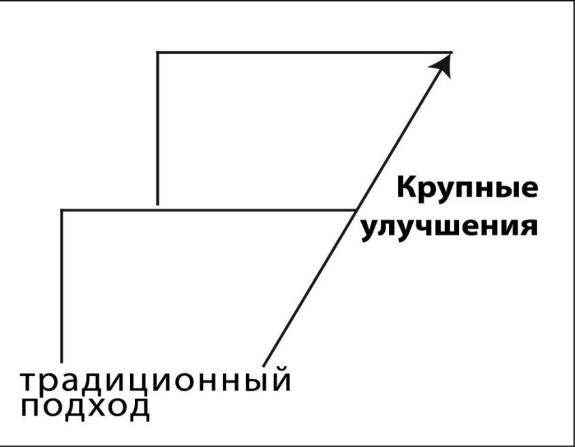 Крупные
улучшения
традиционный
подход